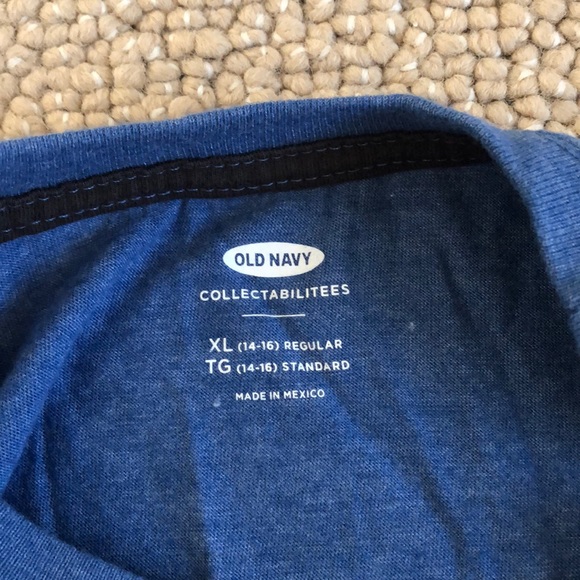 OLD NAVY
COLLECTABILITEES
XL (14-16) REGULAR
TG (14-16) STANDARD
MADE IN MEXICO